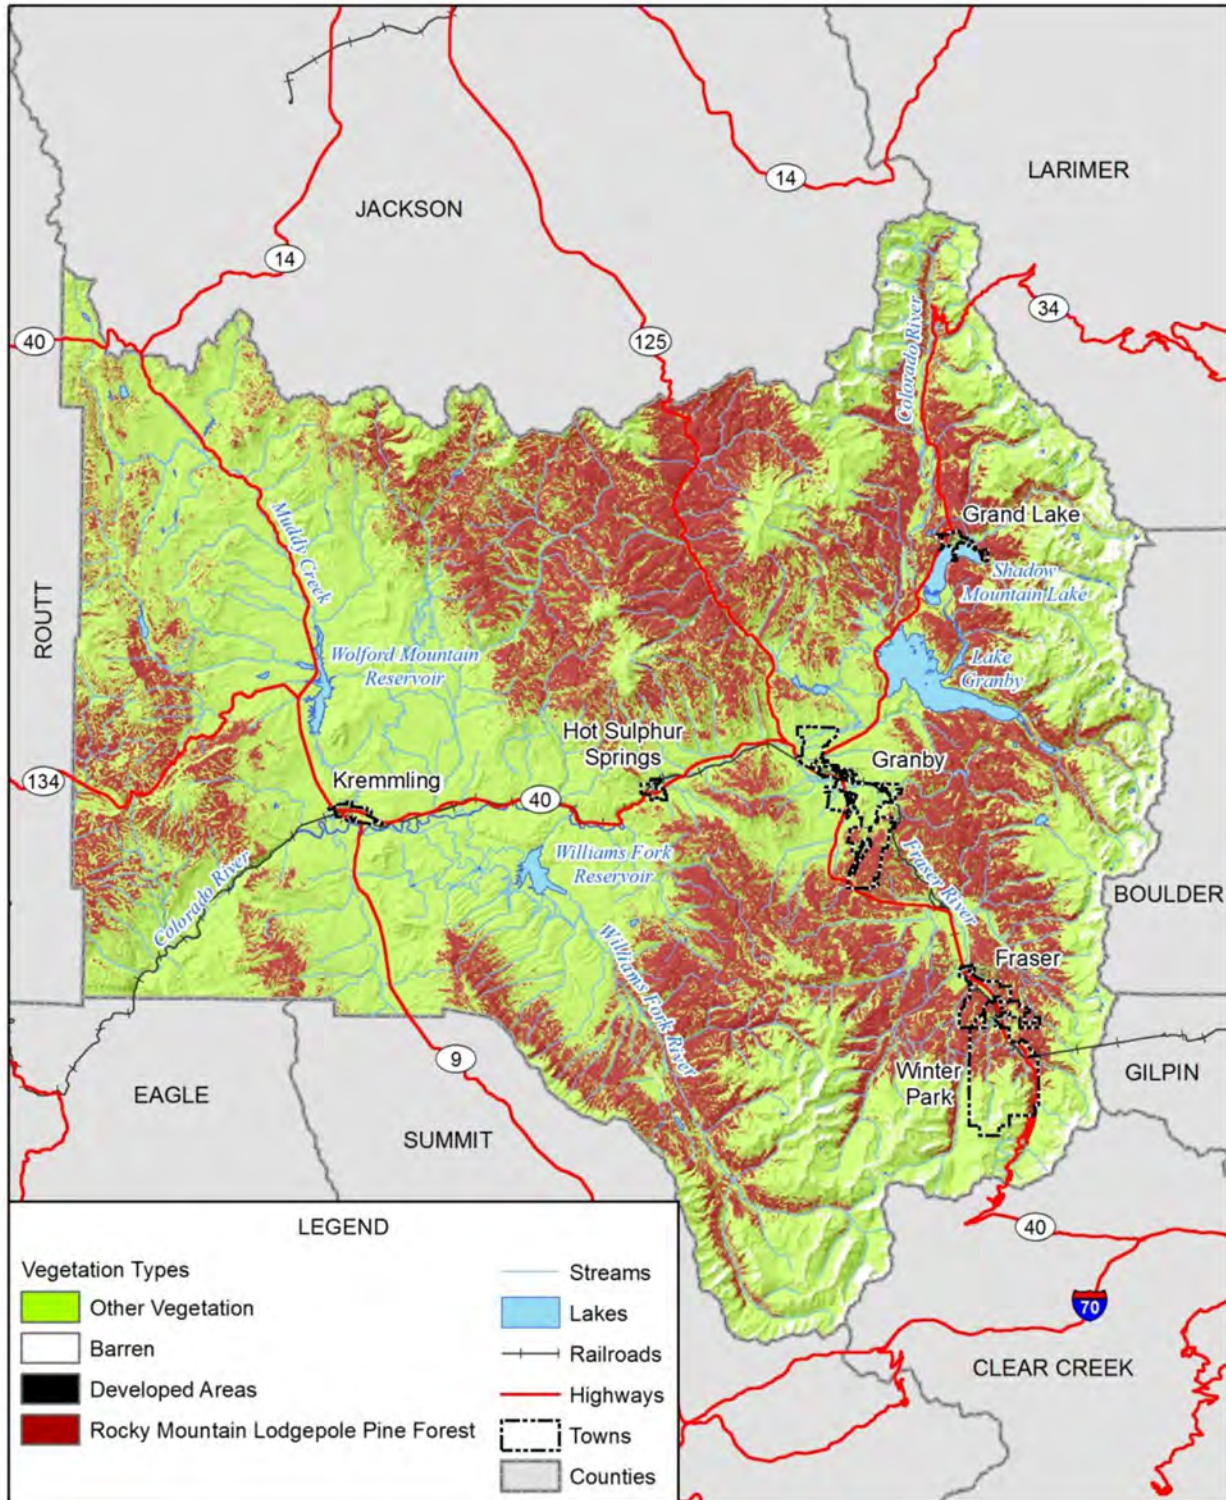 LARIMER
14
JACKSON
14
34
40
125
Colorado River
Grand Lake
Muddy Creek
Shadow
Mountain Lake
ROUTT
Wolford Mountain
Reservoir
Lake
Granby
Hot Sulphur
Springs
Granby
134
Kremmling
40
Williams Fork
Reservoir
Fraser River
BOULDER
Colorado River
Williams Fork River
Fraser
9
Winter
Park
GILPIN
EAGLE
SUMMIT
40
70
CLEAR CREEK
LEGEND
Vegetation Types
Other Vegetation
Barren
Developed Areas
Rocky Mountain Lodgepole Pine Forest
Streams
Lakes
Railroads
Highways
Towns
Counties